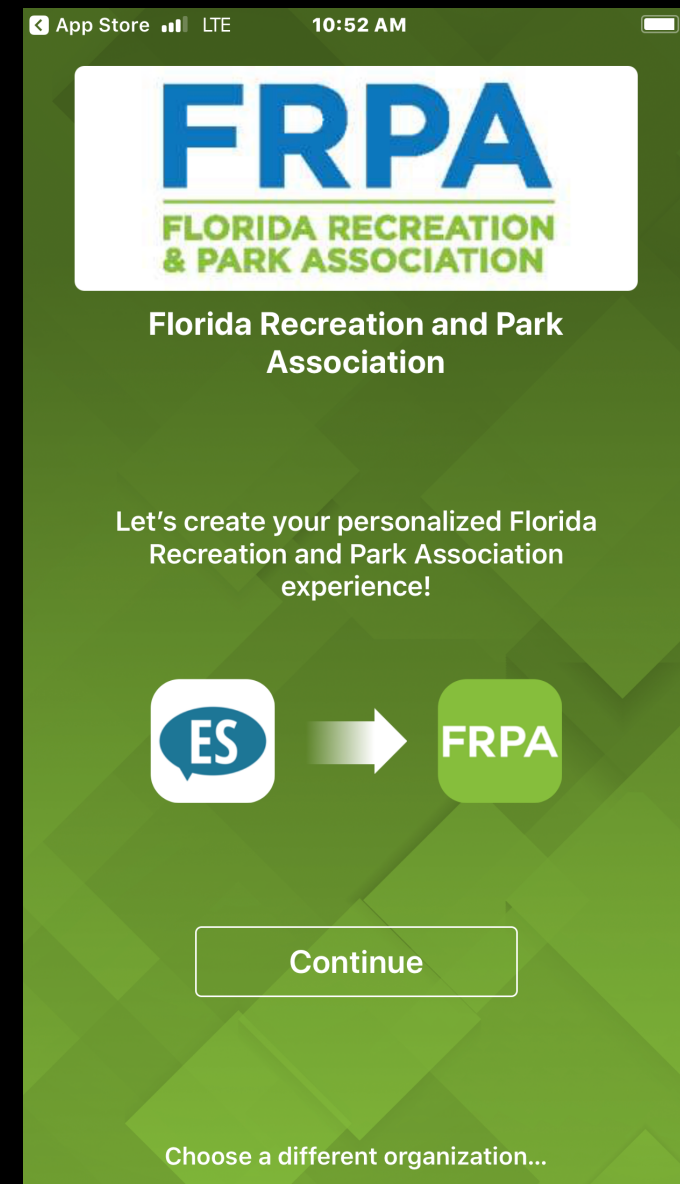 App Store LTE 10:52 AM
FRPA
FLORIDA RECREATION
& PARK ASSOCIATION
Florida Recreation and Park
Association
Let’s create your personalized Florida
Recreation and Park Association
experience!
ES FRPA
Continue
Choose a different organization...